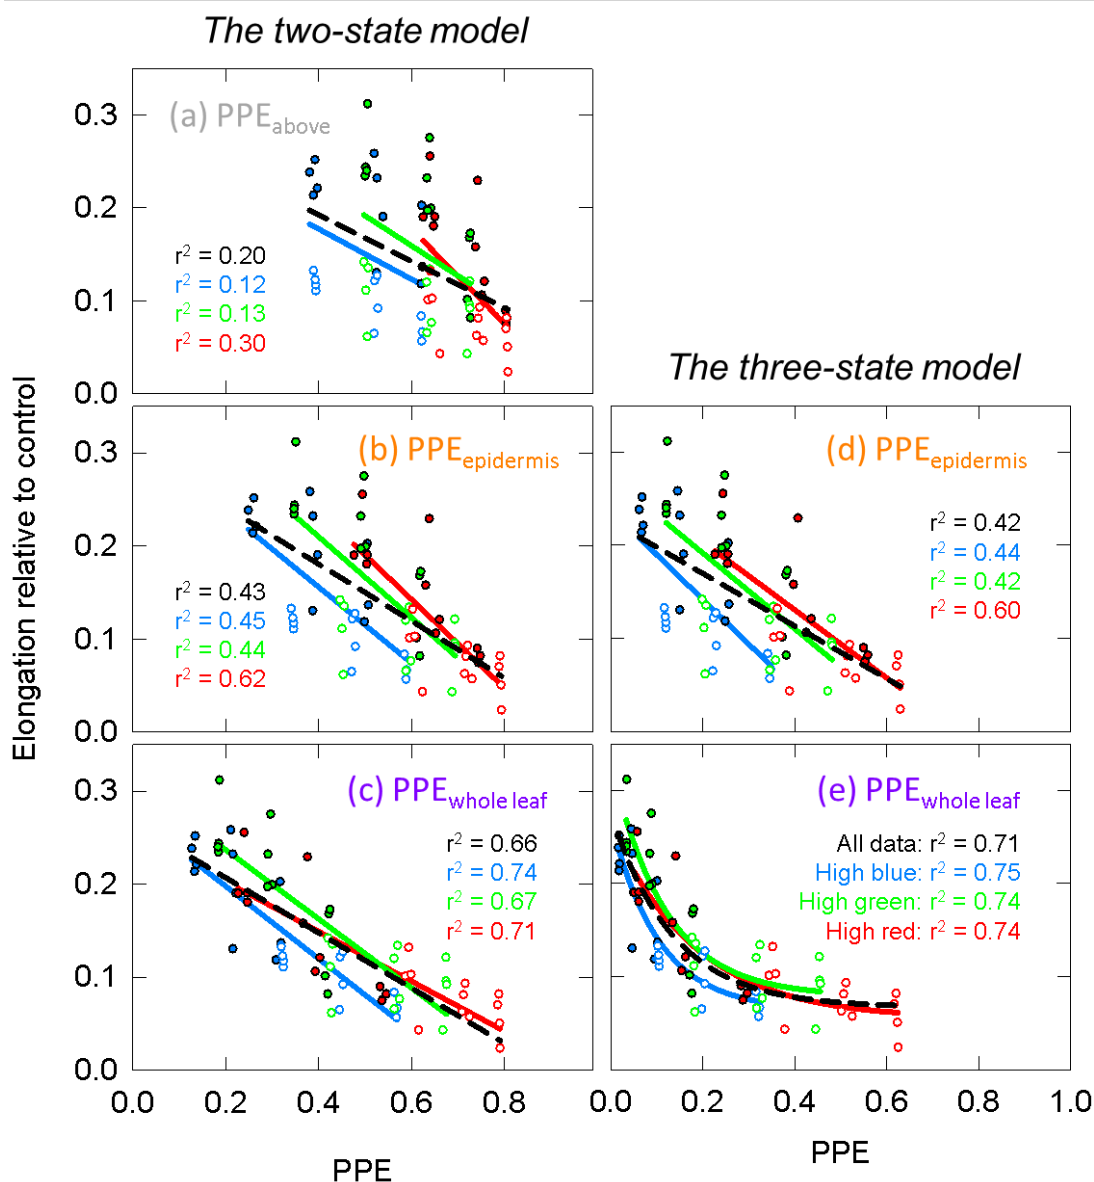 The two-state model
(a) PPEabove
0.3
0.2
0.1
0.0
r² = 0.20
r² = 0.12
r² = 0.13
r² = 0.30
The three-state model
Elongation relative to control
(b) PPEepidermis
0.3
0.2
0.1
0.0
r² = 0.43
r² = 0.45
r² = 0.44
r² = 0.62
(d) PPEepidermis
r² = 0.42
r² = 0.44
r² = 0.42
r² = 0.60
(c) PPEwhole leaf
0.3
0.2
0.1
0.0
r² = 0.66
r² = 0.74
r² = 0.67
r² = 0.71
(e) PPEwhole leaf
All data: r² = 0.71
High blue: r² = 0.75
High green: r² = 0.74
High red: r² = 0.74
0.0 0.2 0.4 0.6 0.8
0.0 0.2 0.4 0.6 0.8 1.0
PPE
PPE